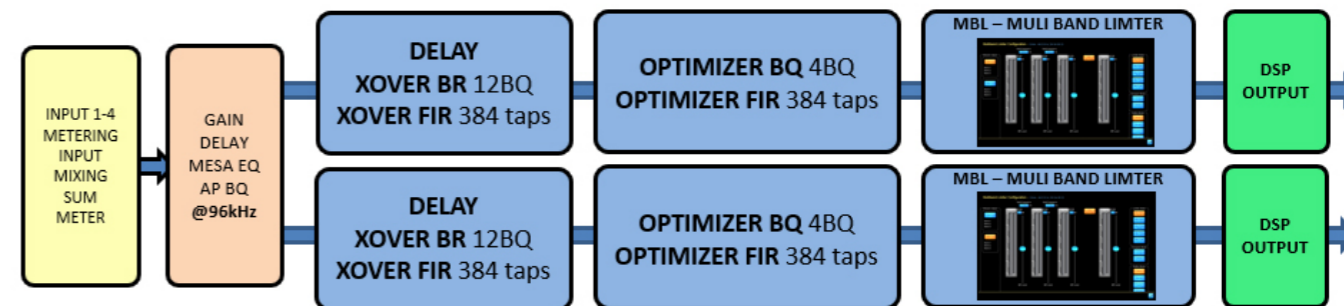 INPUT 1-4
METERING
INPUT
MIXING
SUM
METER
GAIN
DELAY
MESA EQ
AP BQ
@96kHz
DELAY
XOVER BR 12BQ
XOVER FIR 384 taps
OPTIMIZER BQ 4BQ
OPTIMIZER FIR 384 taps
MBL – MULI BAND LIMTER
DSP
OUTPUT
DELAY
XOVER BR 12BQ
XOVER FIR 384 taps
OPTIMIZER BQ 4BQ
OPTIMIZER FIR 384 taps
MBL – MULI BAND LIMTER
DSP
OUTPUT